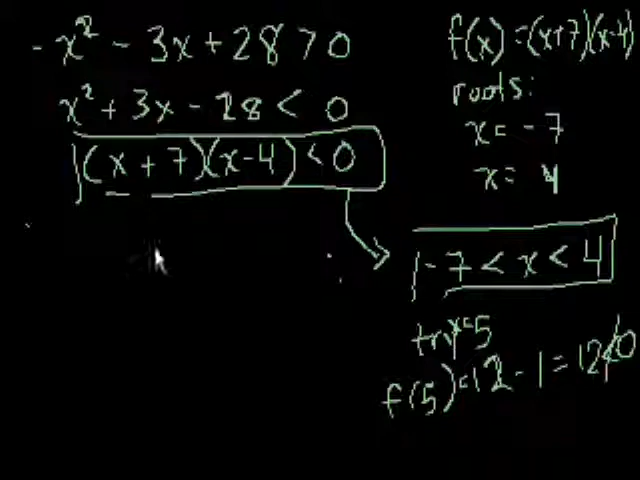 -x² - 3x + 28 > 0
x² + 3x - 28 < 0
(x + 7)(x - 4) < 0
f(x) = (x+7)(x-4)
roots:
x = -7
x = 4
-7 < x < 4
try x=5
f(5) = 12 · 1 = 12 ≮ 0